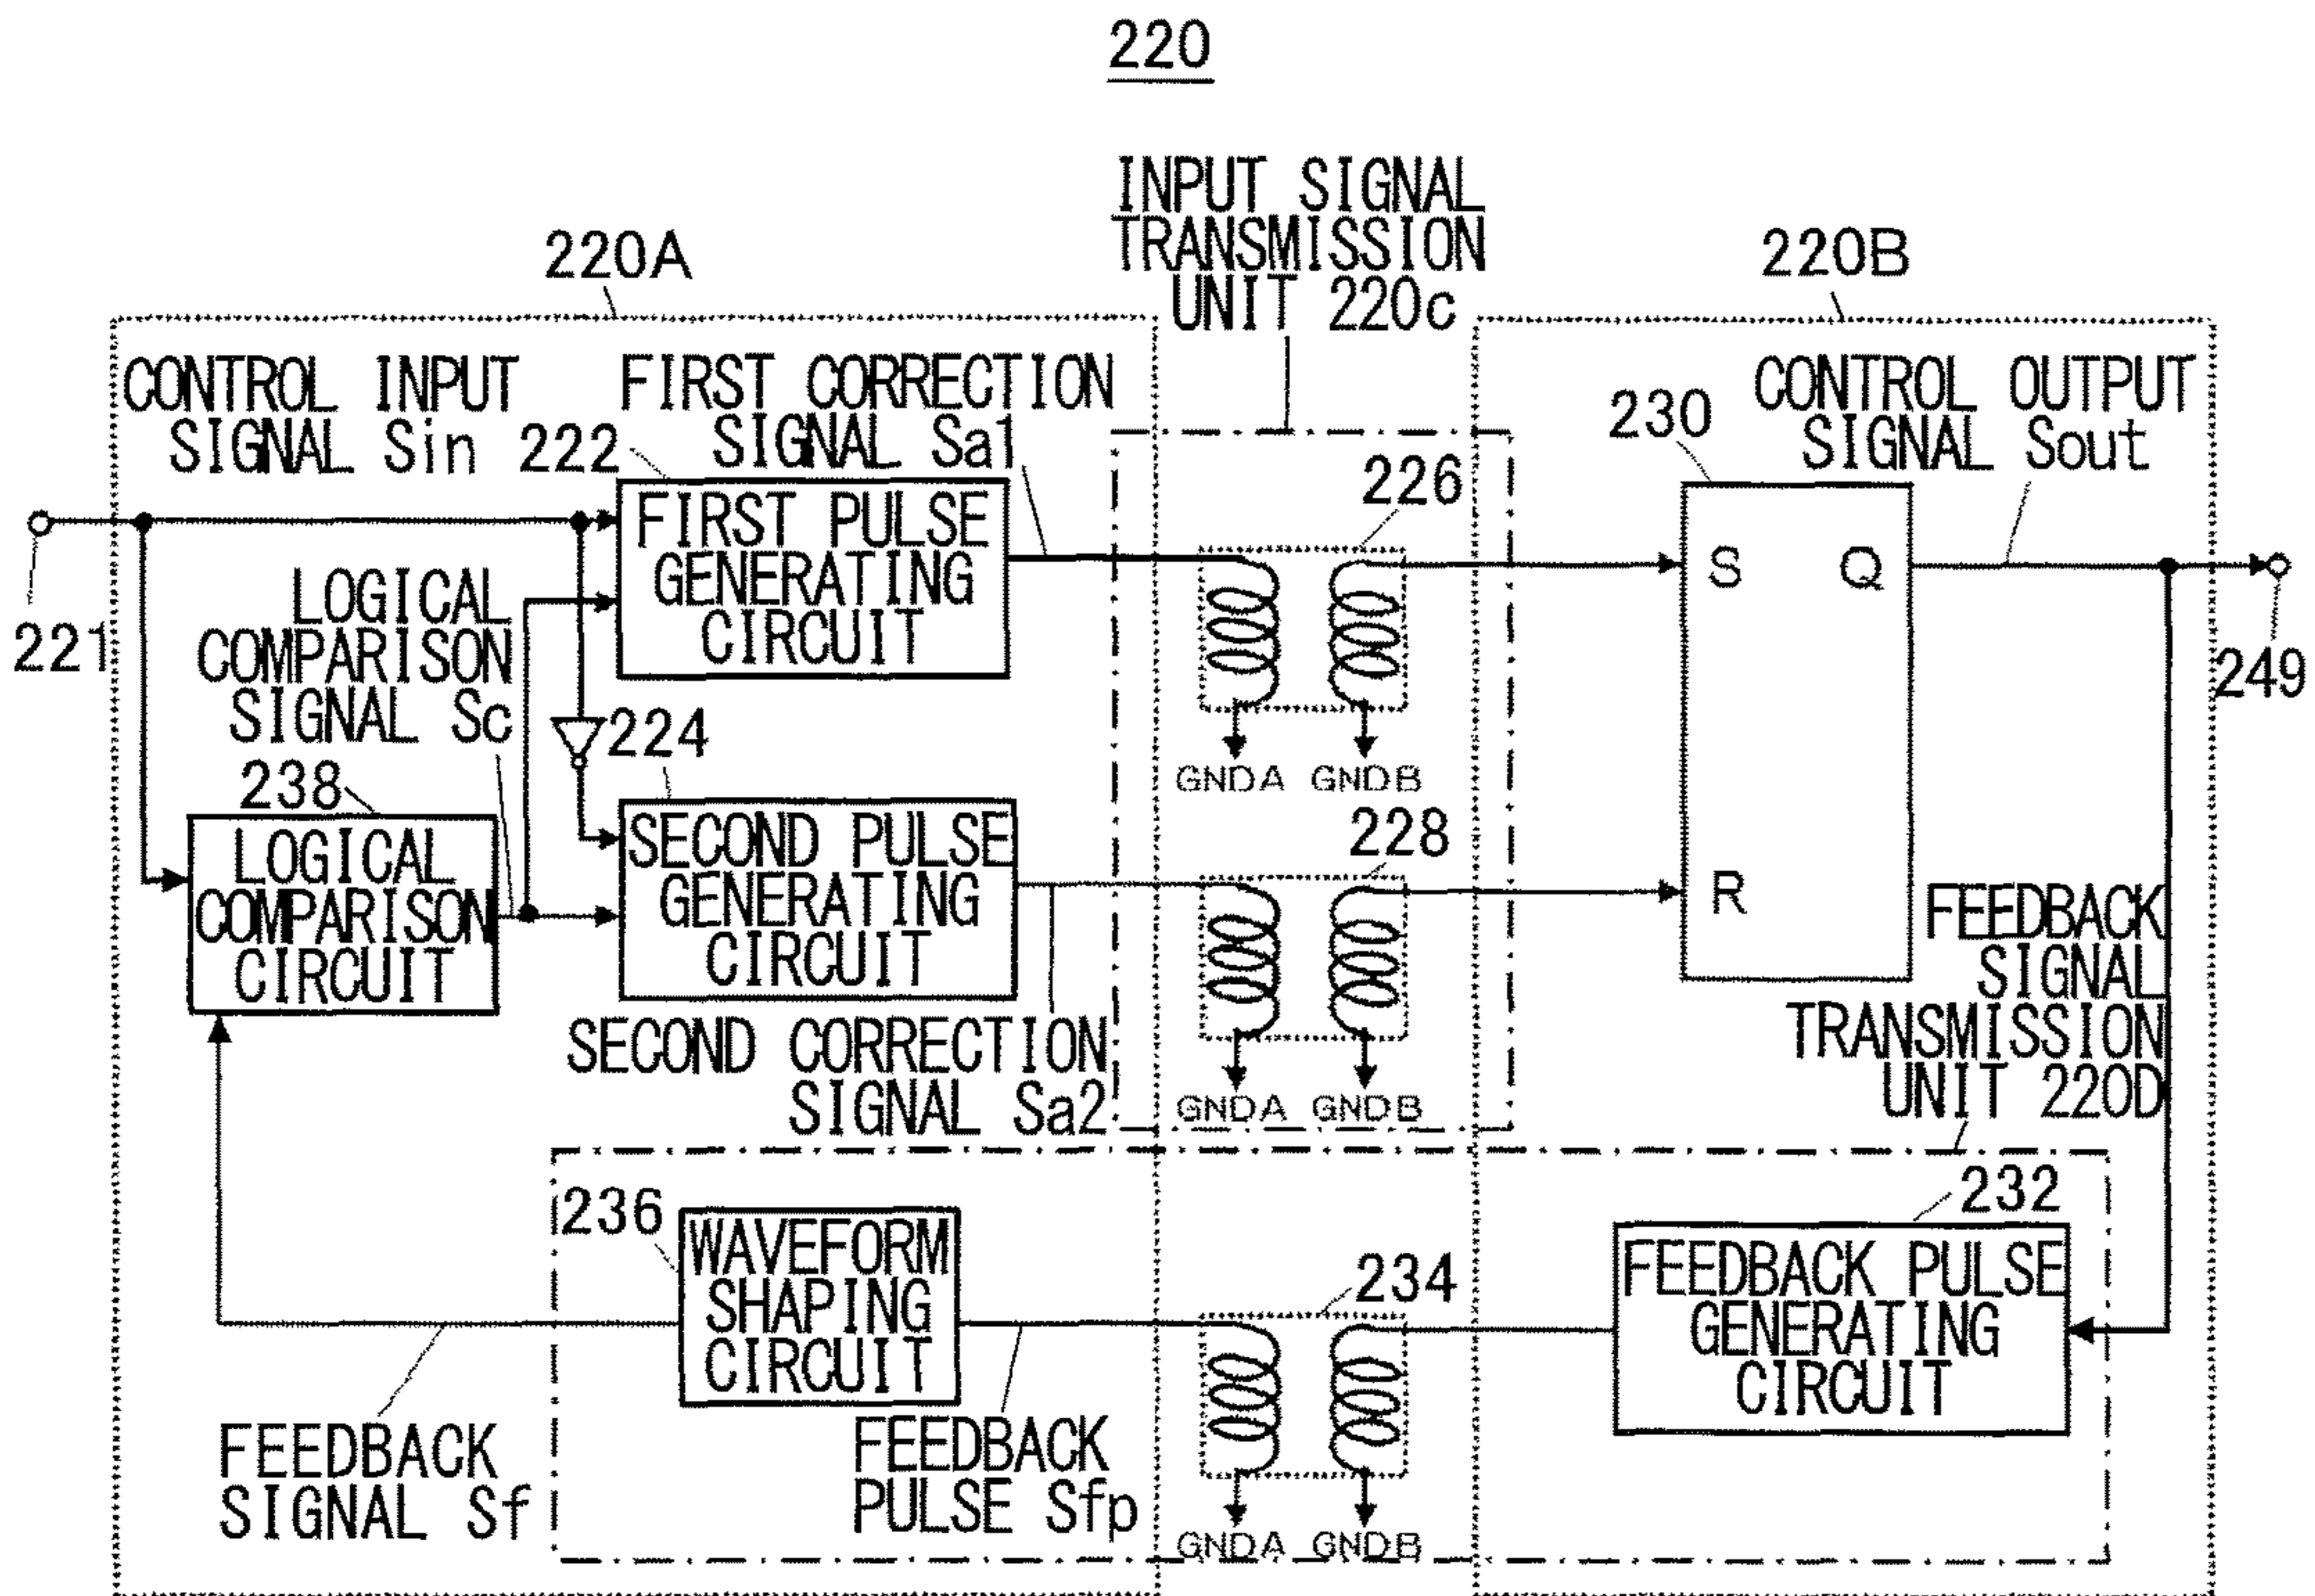 220
INPUT SIGNAL
TRANSMISSION
UNIT 220c
220A
220B
CONTROL INPUT
SIGNAL Sin
222
FIRST CORRECTION
SIGNAL Sa1
230
CONTROL OUTPUT
SIGNAL Sout
226
FIRST PULSE
GENERATING
CIRCUIT
S
Q
221
249
LOGICAL
COMPARISON
SIGNAL Sc
224
GNDA
GNDB
238
LOGICAL
COMPARISON
CIRCUIT
SECOND PULSE
GENERATING
CIRCUIT
228
R
FEEDBACK
SIGNAL
TRANSMISSION
UNIT 220D
SECOND CORRECTION
SIGNAL Sa2
GNDA
GNDB
236
WAVEFORM
SHAPING
CIRCUIT
234
232
FEEDBACK PULSE
GENERATING
CIRCUIT
FEEDBACK
SIGNAL Sf
FEEDBACK
PULSE Sfp
GNDA
GNDB